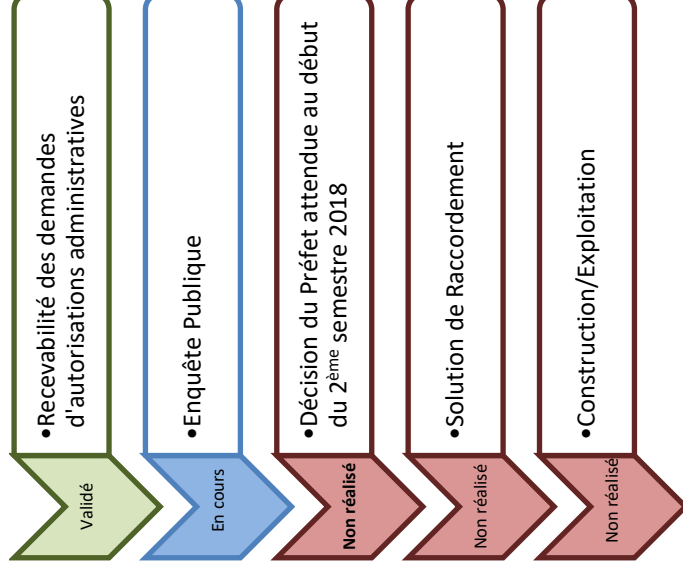 Validé
•Recevabilité des demandes
d'autorisations administratives
En cours
•Enquête Publique
Non réalisé
•Décision du Préfet attendue au début
du 2ème semestre 2018
Non réalisé
•Solution de Raccordement
Non réalisé
•Construction/Exploitation